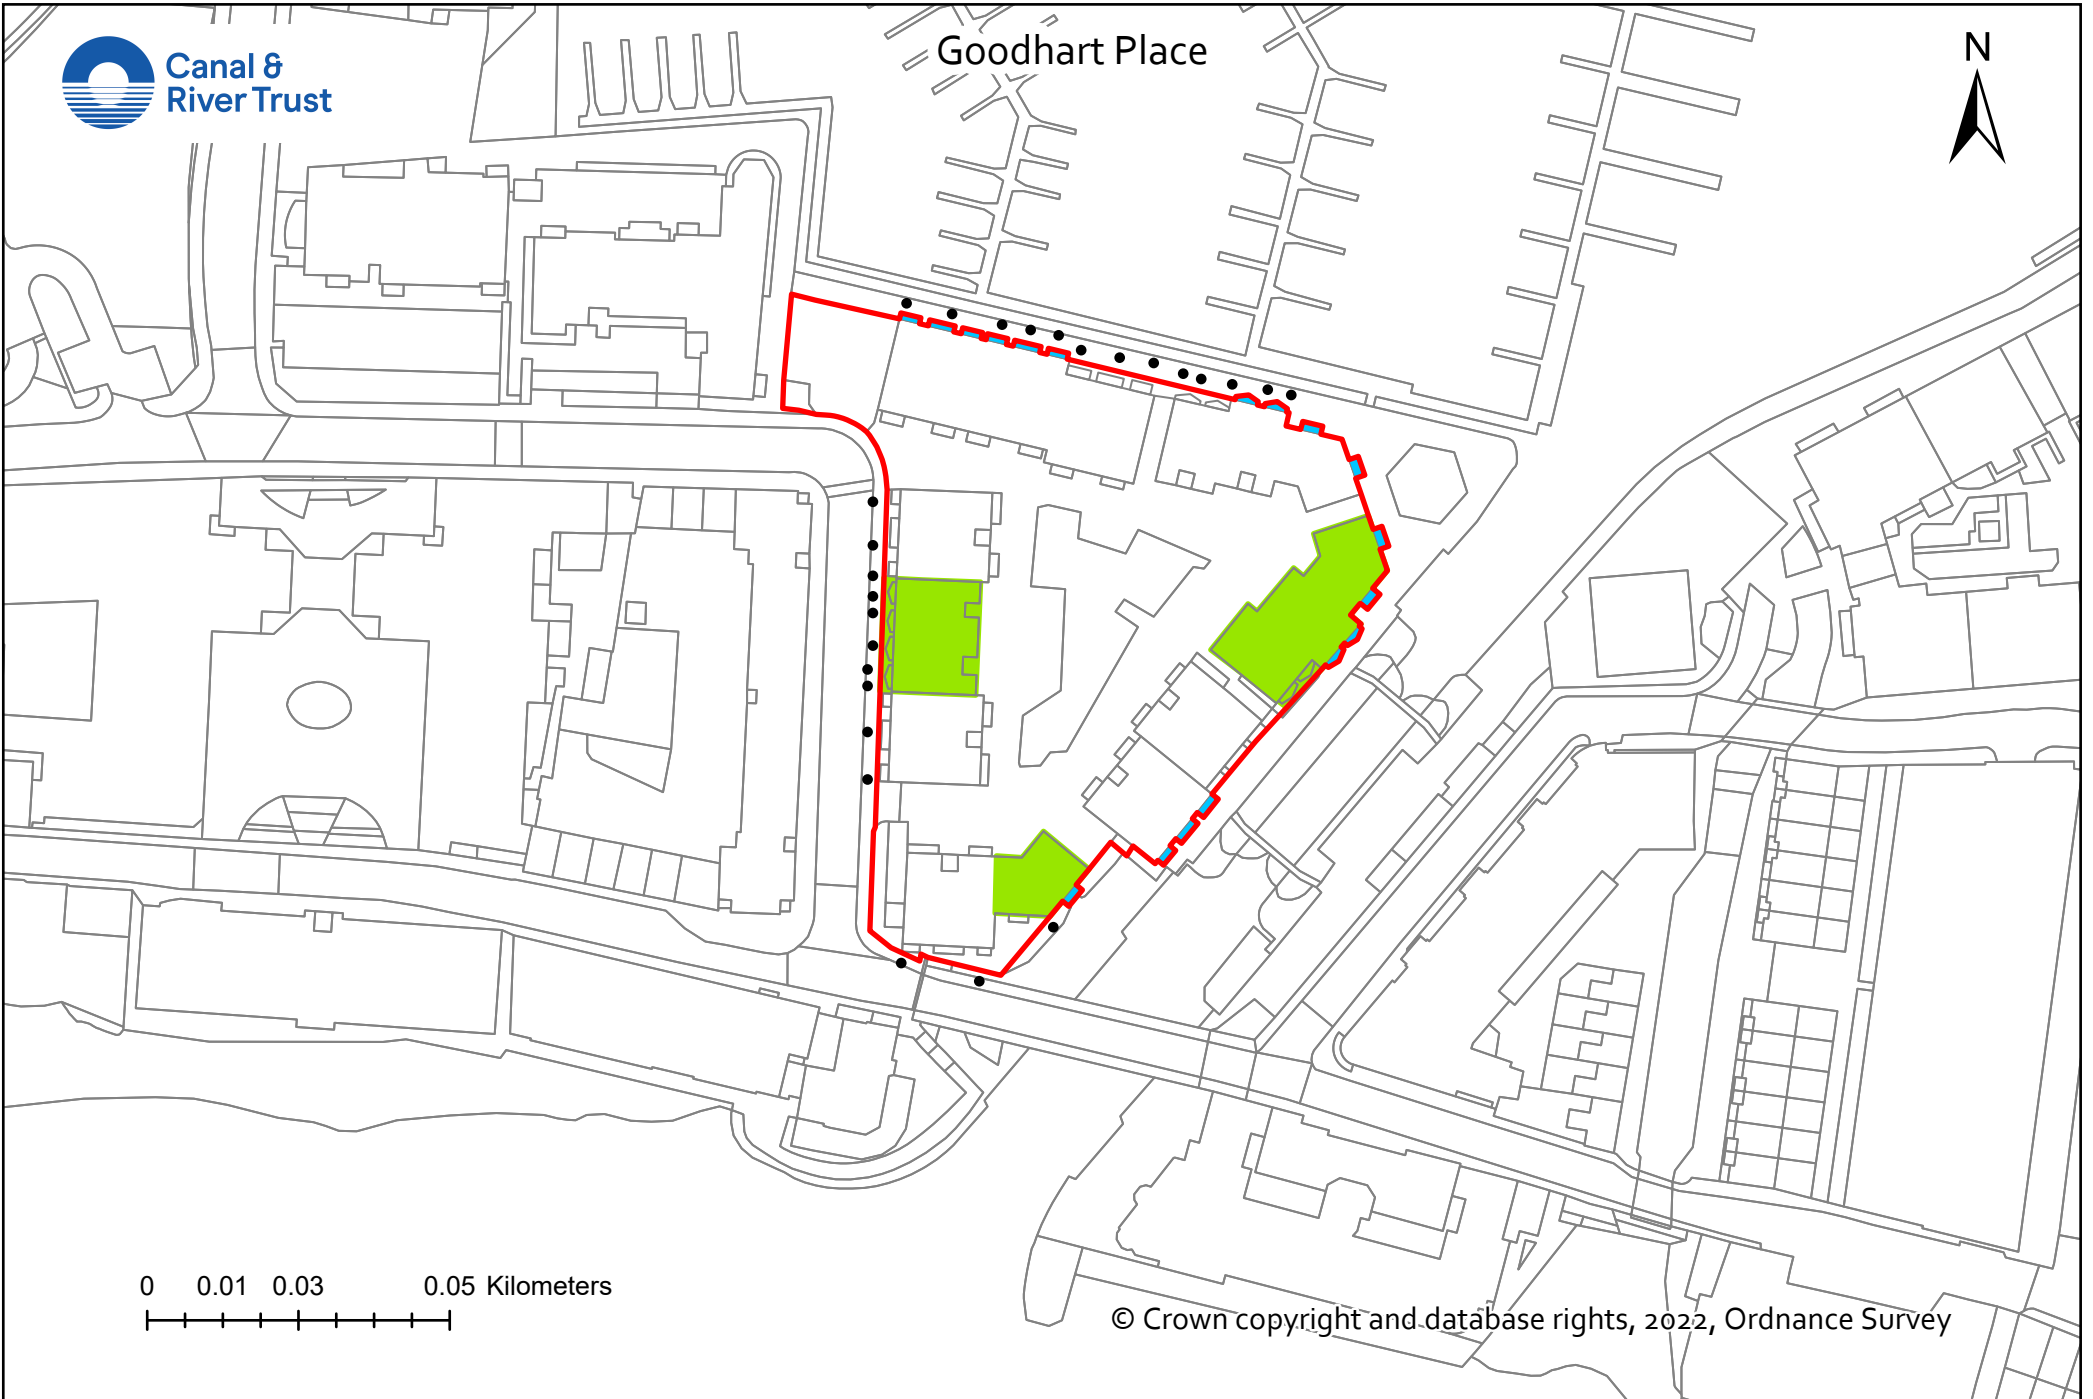 Canal &
River Trust
Goodhart Place
N
0 0.01 0.03 0.05 Kilometers
© Crown copyright and database rights, 2022, Ordnance Survey